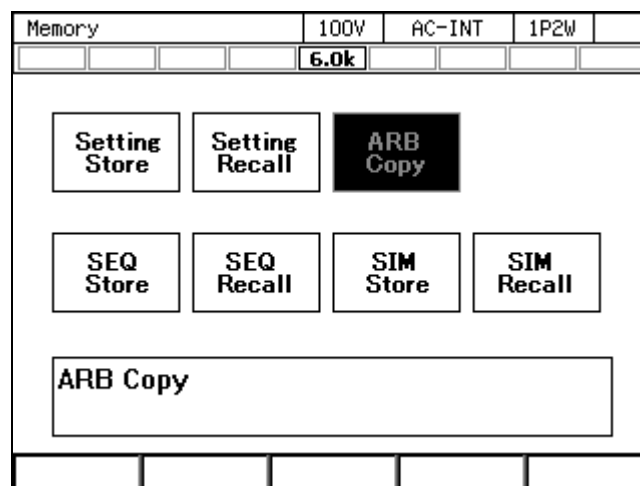 Memory 100V AC-INT 1P2W
6.0k
Setting Store Setting Recall ARB Copy
SEQ Store SEQ Recall SIM Store SIM Recall
ARB Copy